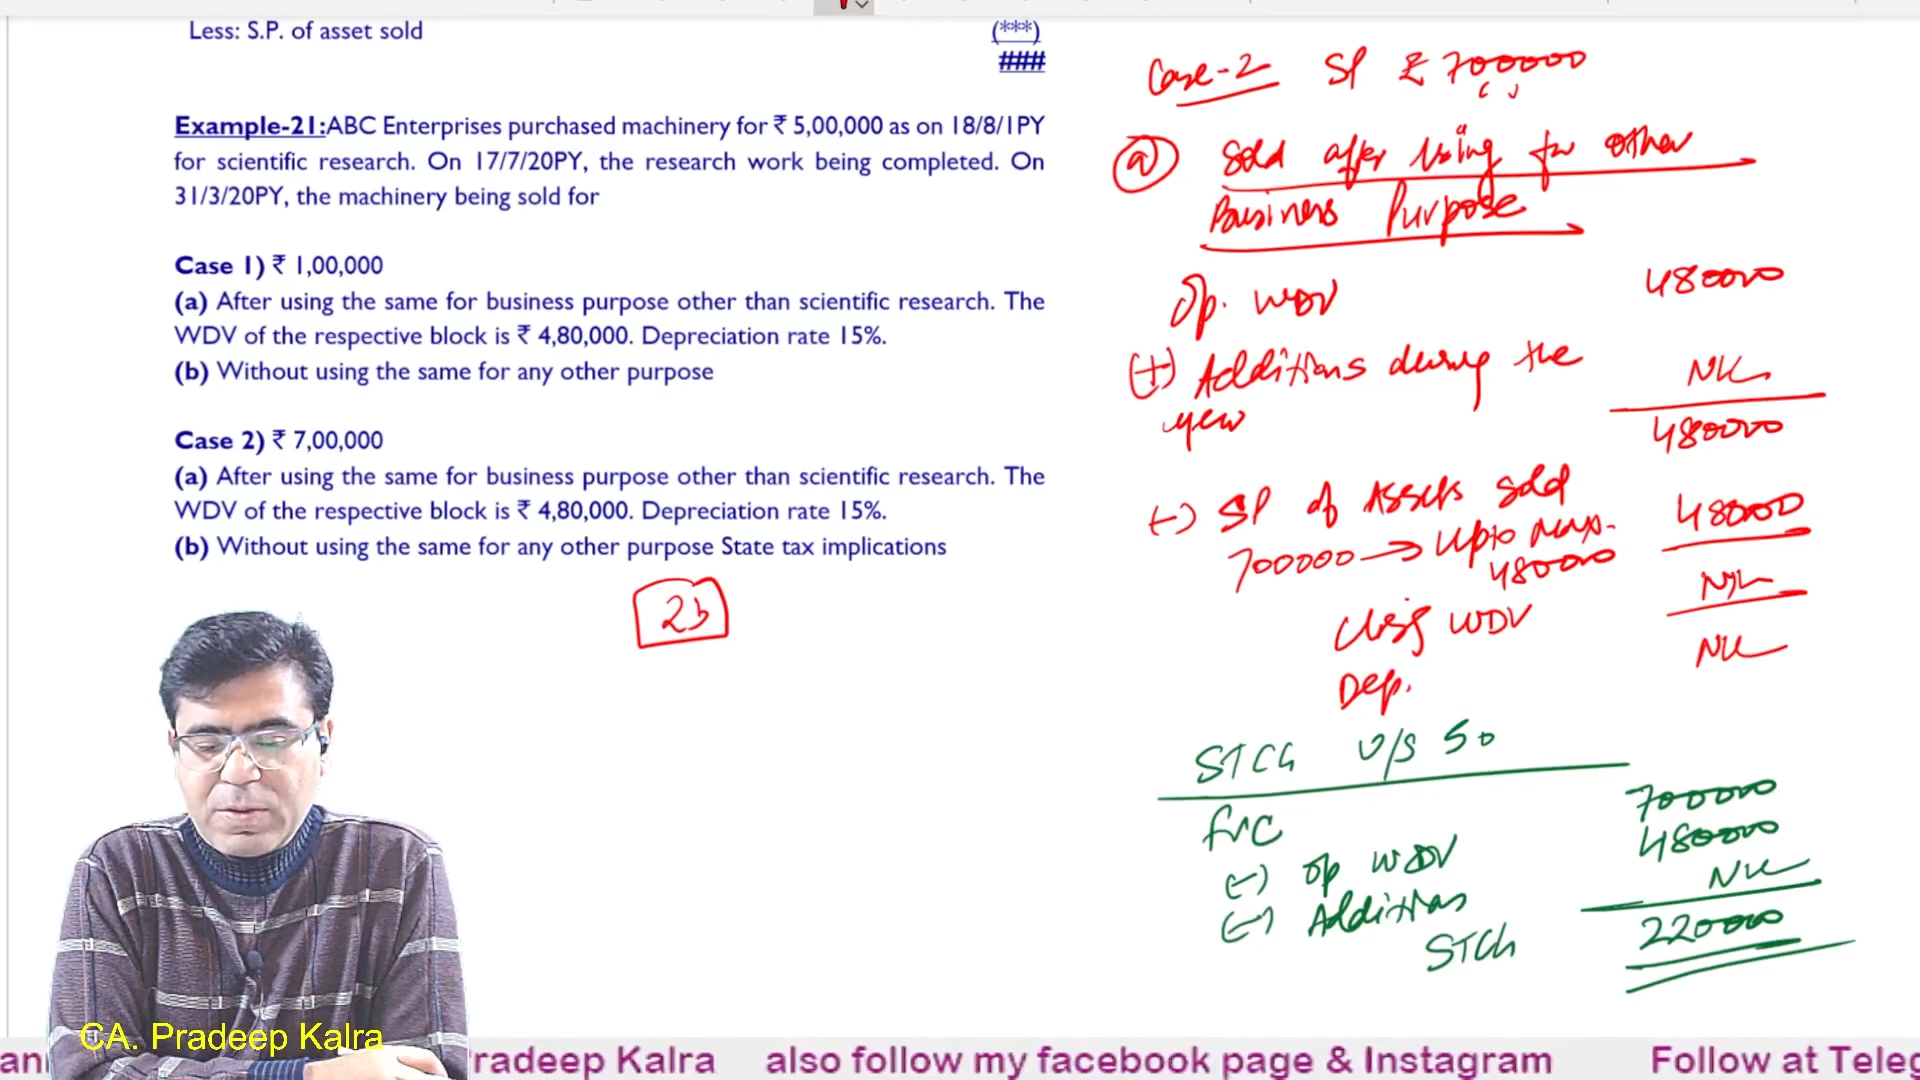 Less: S.P. of asset sold (***)
###
Example-21:ABC Enterprises purchased machinery for ₹ 5,00,000 as on 18/8/1PY
for scientific research. On 17/7/20PY, the research work being completed. On
31/3/20PY, the machinery being sold for
Case 1) ₹ 1,00,000
(a) After using the same for business purpose other than scientific research. The
WDV of the respective block is ₹ 4,80,000. Depreciation rate 15%.
(b) Without using the same for any other purpose
Case 2) ₹ 7,00,000
(a) After using the same for business purpose other than scientific research. The
WDV of the respective block is ₹ 4,80,000. Depreciation rate 15%.
(b) Without using the same for any other purpose State tax implications
2b
Case-2 SP ₹ 700000
(a) Sold after Using for other
Business Purpose
Op. WDV 480000
(+) Additions during the
year NIL
480000
(-) SP of Assets sold 480000
700000 → Upto max.
480000
NIL
Closing WDV
NIL
Dep.
STCG U/S 50
FVC 700000
(-) Op WDV 480000
(-) Additions NIL
STCG 220000
CA. Pradeep Kalra
an radeep Kalra also follow my facebook page & Instagram Follow at Teleg